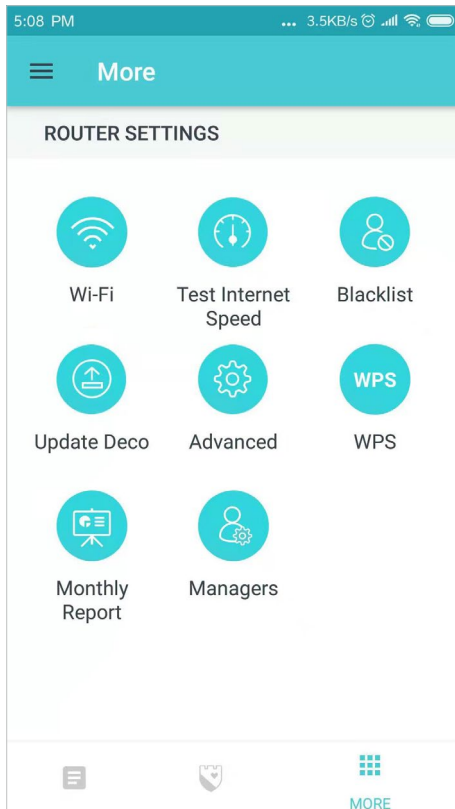 5:08 PM
... 3.5KB/s
More
ROUTER SETTINGS
Wi-Fi
Test Internet
Speed
Blacklist
Update Deco
Advanced
WPS
WPS
Monthly
Report
Managers
MORE